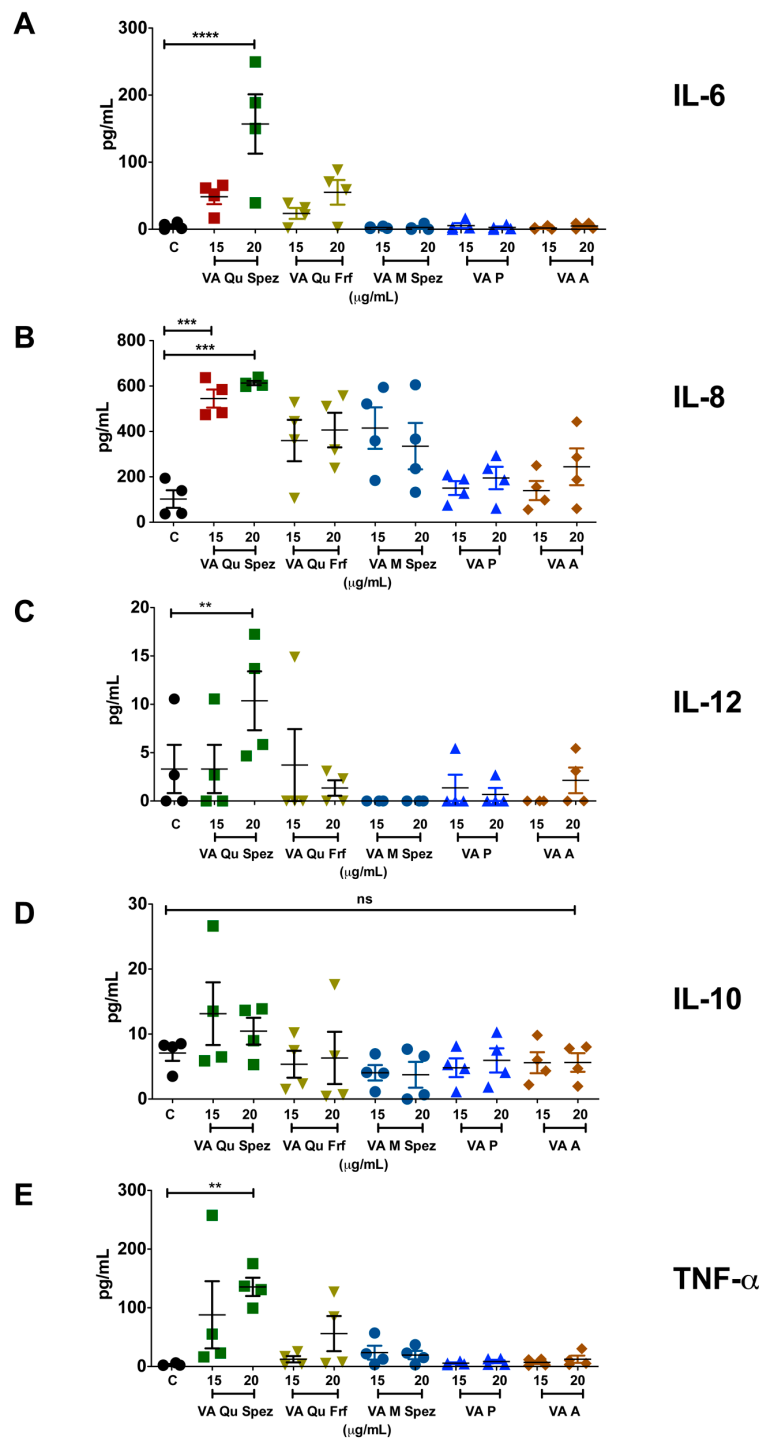 A
IL-6
****
300
200
100
0
pg/mL
C 15 20 15 20 15 20 15 20 15 20
VA Qu Spez VA Qu Frf VA M Spez VA P VA A
(μg/mL)
B
IL-8
***
***
800
600
400
200
0
pg/mL
C 15 20 15 20 15 20 15 20 15 20
VA Qu Spez VA Qu Frf VA M Spez VA P VA A
(μg/mL)
C
IL-12
**
20
15
10
5
0
pg/mL
C 15 20 15 20 15 20 15 20 15 20
VA Qu Spez VA Qu Frf VA M Spez VA P VA A
(μg/mL)
D
IL-10
ns
30
20
10
0
pg/mL
C 15 20 15 20 15 20 15 20 15 20
VA Qu Spez VA Qu Frf VA M Spez VA P VA A
(μg/mL)
E
TNF-α
**
300
200
100
0
pg/mL
C 15 20 15 20 15 20 15 20 15 20
VA Qu Spez VA Qu Frf VA M Spez VA P VA A
(μg/mL)